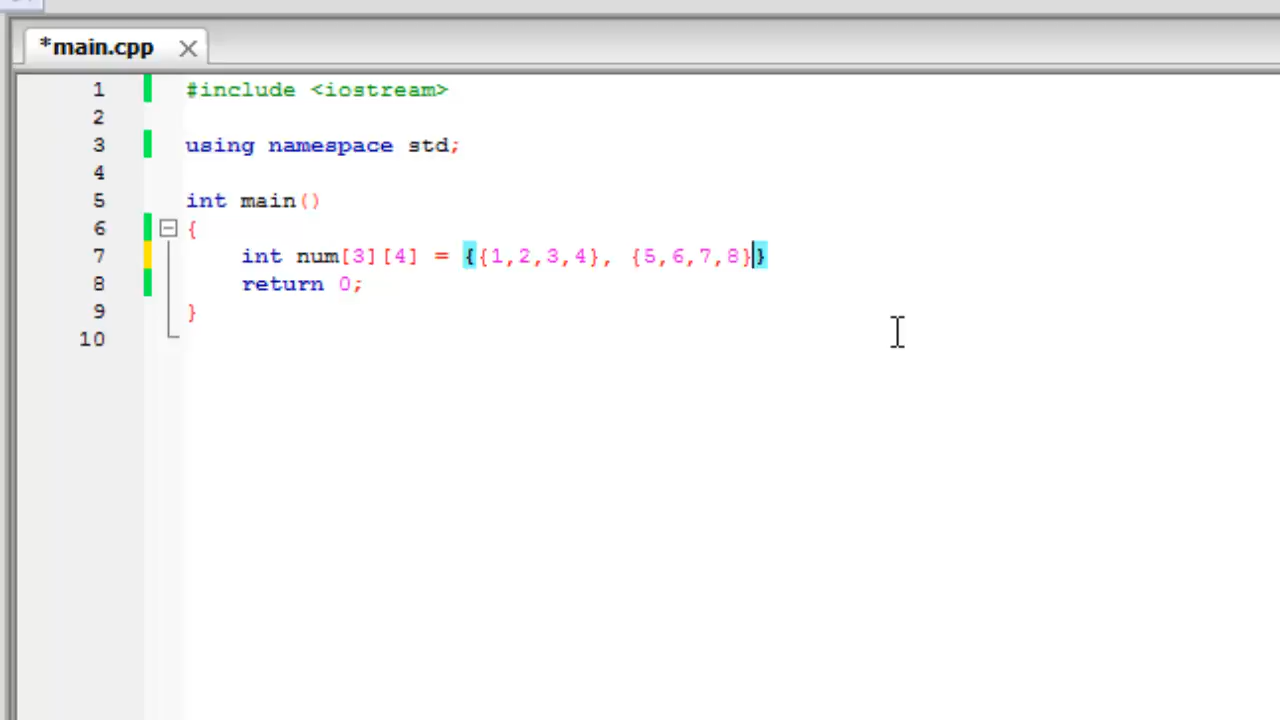 *main.cpp
1 #include <iostream>
2
3 using namespace std;
4
5 int main()
6 {
7 int num[3][4] = {{1,2,3,4}, {5,6,7,8}}
8 return 0;
9 }
10